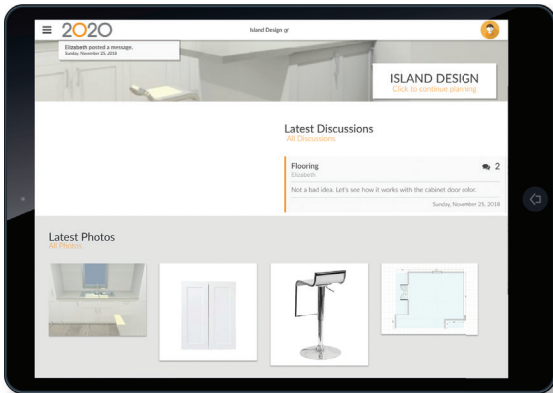 2020
Island Design
Elizabeth posted a message.
Sunday, November 25, 2018
ISLAND DESIGN
Click to continue planning
Latest Discussions
All Discussions
Flooring
2
Elizabeth
Not a bad idea. Let's see how it works with the cabinet door color.
Sunday, November 25, 2018
Latest Photos
All Photos